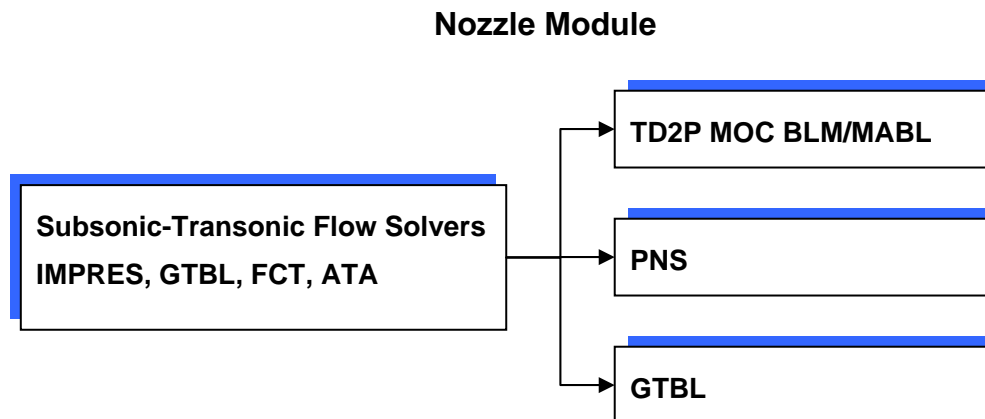 Nozzle Module
TD2P MOC BLM/MABL
Subsonic-Transonic Flow Solvers
IMPRES, GTBL, FCT, ATA
PNS
GTBL